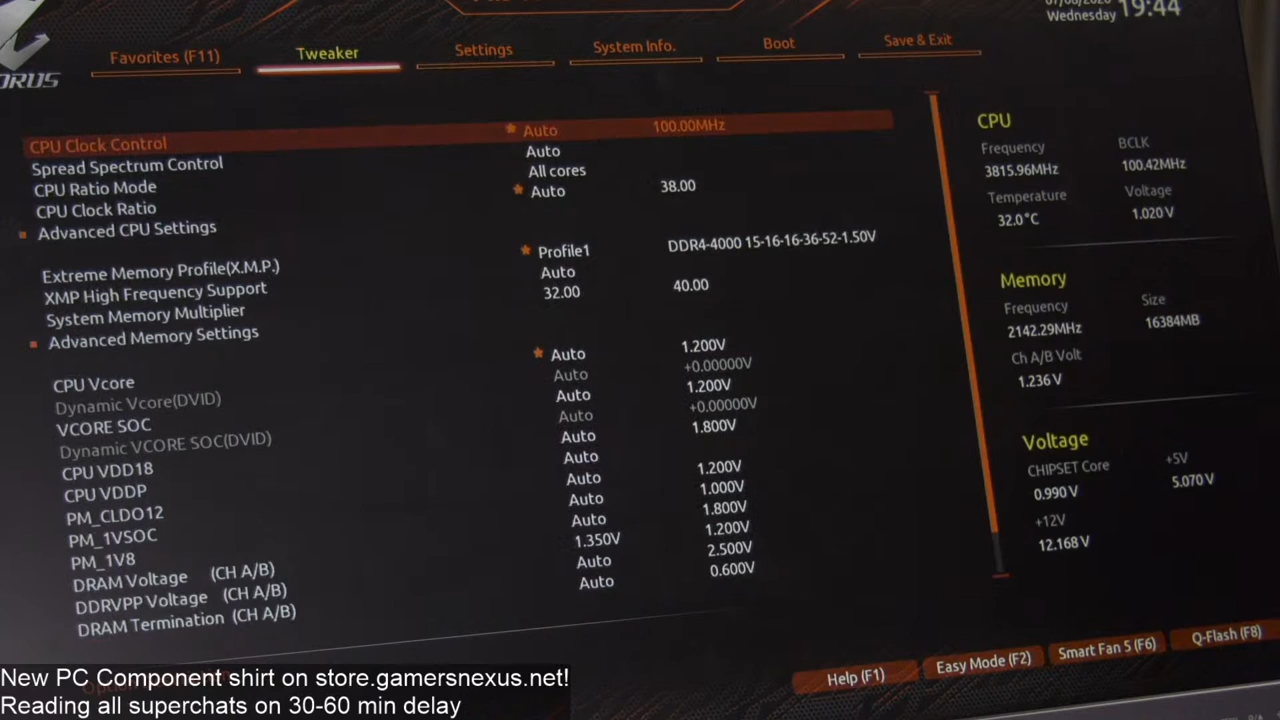 07/08/2020
Wednesday 19:44
ORUS
Favorites (F11) Tweaker Settings System Info. Boot Save & Exit
CPU Clock Control Auto 100.00MHz
Spread Spectrum Control Auto
CPU Ratio Mode All cores
CPU Clock Ratio Auto 38.00
Advanced CPU Settings
Extreme Memory Profile(X.M.P.) Profile1 DDR4-4000 15-16-16-36-52-1.50V
XMP High Frequency Support Auto
System Memory Multiplier 32.00 40.00
Advanced Memory Settings
CPU Vcore Auto 1.200V
Dynamic Vcore(DVID) Auto +0.00000V
VCORE SOC Auto 1.200V
Dynamic VCORE SOC(DVID) Auto +0.00000V
CPU VDD18 Auto 1.800V
CPU VDDP Auto
PM_CLDO12 Auto 1.200V
PM_1VSOC Auto 1.000V
PM_1V8 Auto 1.800V
DRAM Voltage (CH A/B) 1.350V 1.200V
DDRVPP Voltage (CH A/B) Auto 2.500V
DRAM Termination (CH A/B) Auto 0.600V
CPU
Frequency BCLK
3815.96MHz 100.42MHz
Temperature Voltage
32.0°C 1.020 V
Memory
Frequency Size
2142.29MHz 16384MB
Ch A/B Volt
1.236 V
Voltage
CHIPSET Core +5V
0.990 V 5.070 V
+12V
12.168 V
Help (F1) Easy Mode (F2) Smart Fan 5 (F6) Q-Flash (F8)
New PC Component shirt on store.gamersnexus.net!
Reading all superchats on 30-60 min delay